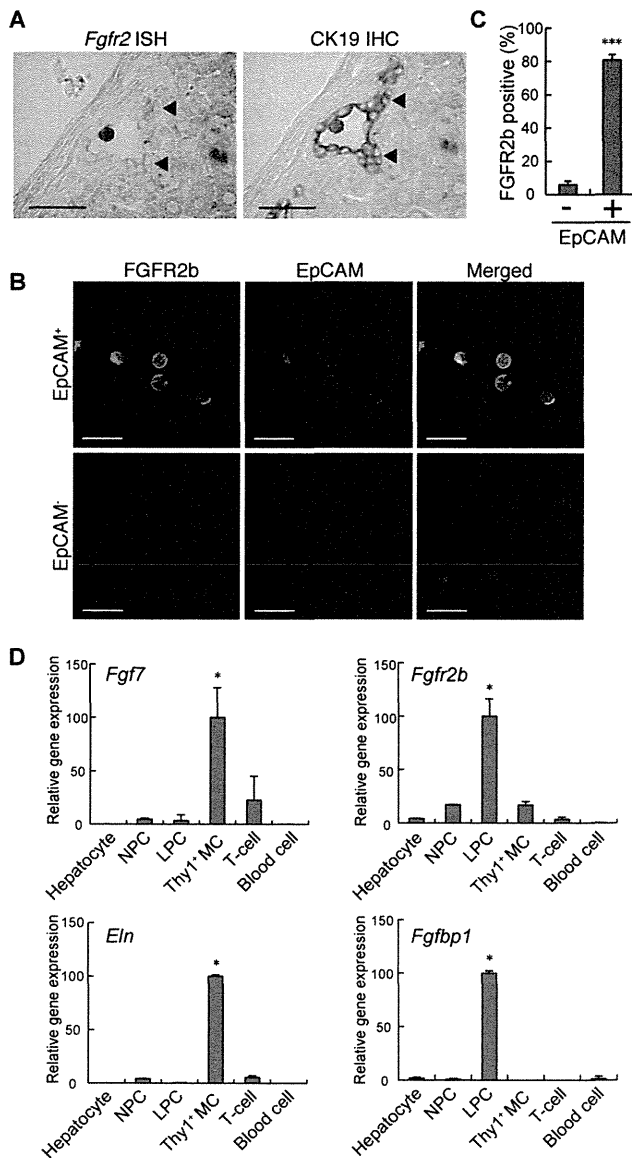 A
Fgfr2 ISH
CK19 IHC
C
***
FGFR2b positive (%)
100
80
60
40
20
0
- +
EpCAM
B
FGFR2b
EpCAM
Merged
EpCAM⁺
EpCAM⁻
D
Fgf7
*
Relative gene expression
150
100
50
0
Hepatocyte
NPC
LPC
Thy1⁺ MC
T-cell
Blood cell
Fgfr2b
*
Relative gene expression
150
100
50
0
Hepatocyte
NPC
LPC
Thy1⁺ MC
T-cell
Blood cell
Eln
*
Relative gene expression
150
100
50
0
Hepatocyte
NPC
LPC
Thy1⁺ MC
T-cell
Blood cell
Fgfbp1
*
Relative gene expression
150
100
50
0
Hepatocyte
NPC
LPC
Thy1⁺ MC
T-cell
Blood cell